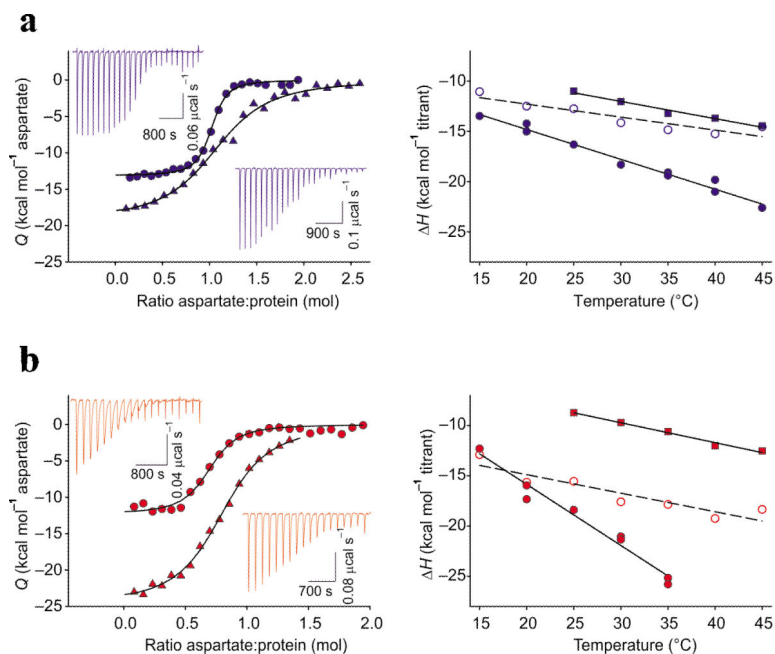 a
0
−5
−10
−15
−20
−25
Q (kcal mol⁻¹ aspartate)
800 s
0.06 μcal s⁻¹
900 s
0.1 μcal s⁻¹
0.0 0.5 1.0 1.5 2.0 2.5
Ratio aspartate:protein (mol)
−10
−15
−20
−25
ΔH (kcal mol⁻¹ titrant)
15 20 25 30 35 40 45
Temperature (°C)
b
0
−5
−10
−15
−20
−25
Q (kcal mol⁻¹ aspartate)
800 s
0.04 μcal s⁻¹
700 s
0.08 μcal s⁻¹
0.0 0.5 1.0 1.5 2.0
Ratio aspartate:protein (mol)
−10
−15
−20
−25
ΔH (kcal mol⁻¹ titrant)
15 20 25 30 35 40 45
Temperature (°C)